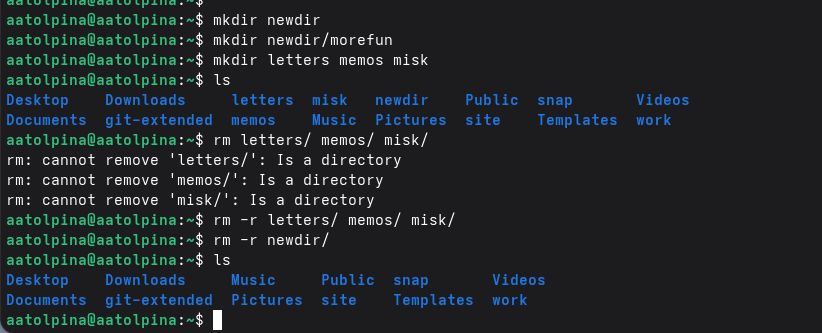 aatolpina@aatolpina:~$ mkdir newdir
aatolpina@aatolpina:~$ mkdir newdir/morefun
aatolpina@aatolpina:~$ mkdir letters memos misk
aatolpina@aatolpina:~$ ls
Desktop    Downloads     letters  misk   newdir    Public  snap       Videos
Documents  git-extended  memos    Music  Pictures  site    Templates  work
aatolpina@aatolpina:~$ rm letters/ memos/ misk/
rm: cannot remove 'letters/': Is a directory
rm: cannot remove 'memos/': Is a directory
rm: cannot remove 'misk/': Is a directory
aatolpina@aatolpina:~$ rm -r letters/ memos/ misk/
aatolpina@aatolpina:~$ rm -r newdir/
aatolpina@aatolpina:~$ ls
Desktop    Downloads     Music     Public  snap       Videos
Documents  git-extended  Pictures  site    Templates  work
aatolpina@aatolpina:~$